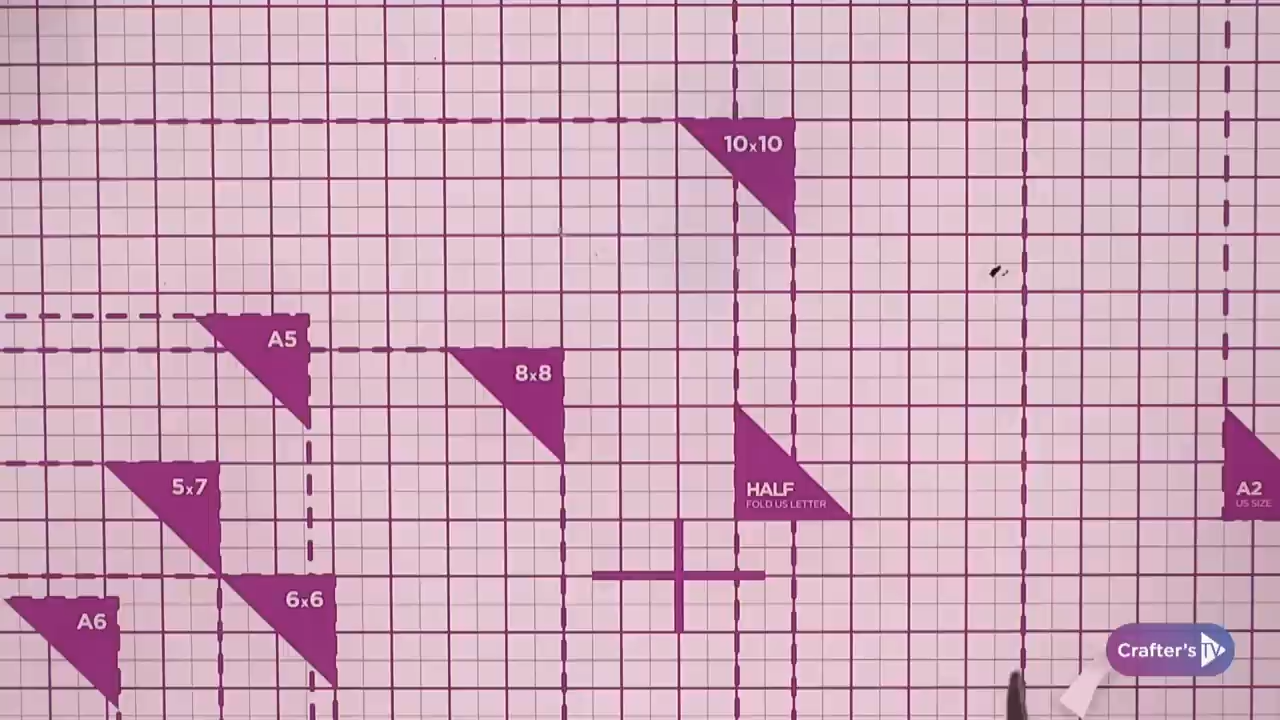 10x10
A5
8x8
5x7
HALF
FOLD US LETTER
A2
US SIZE
6x6
A6
Crafter's TV